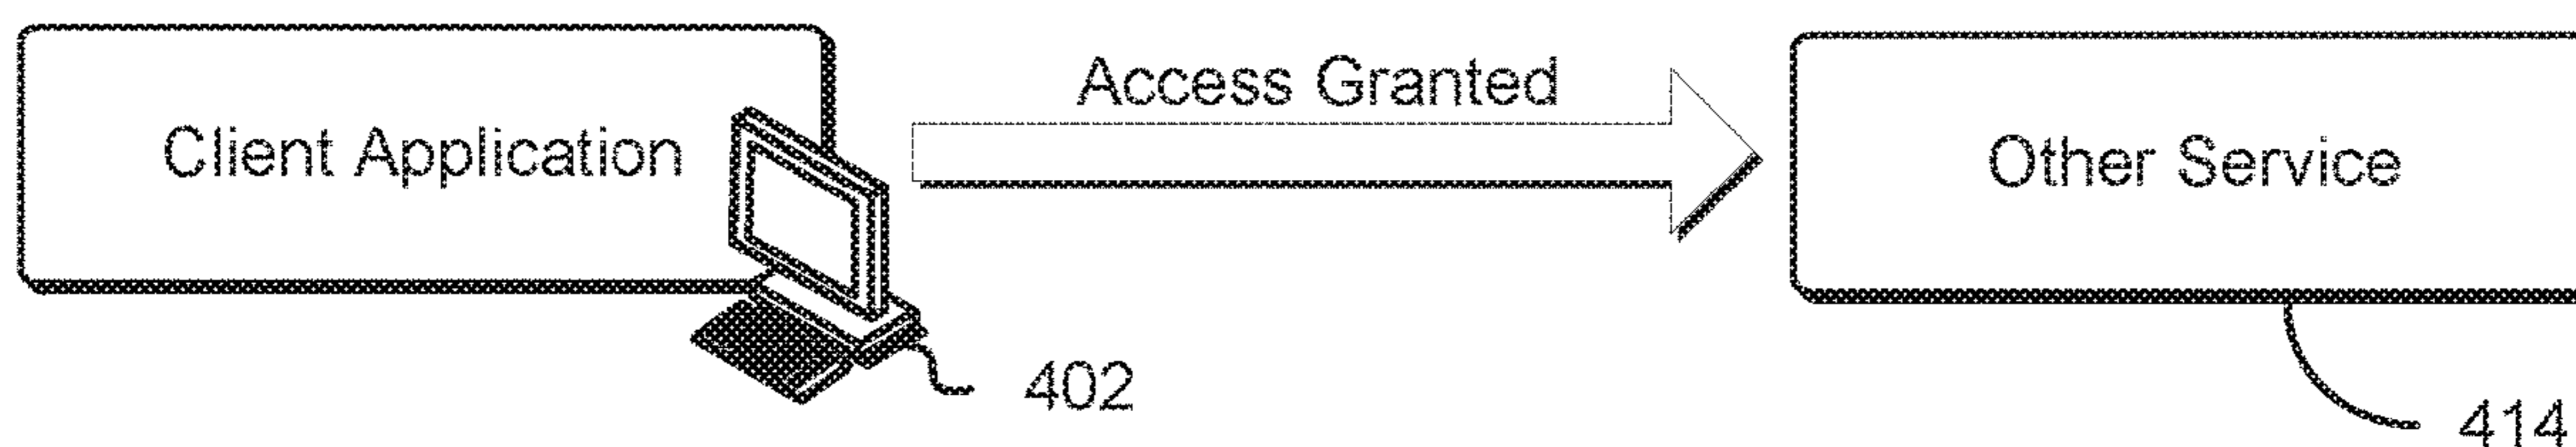 Access Granted
Client Application
Other Service
402
414